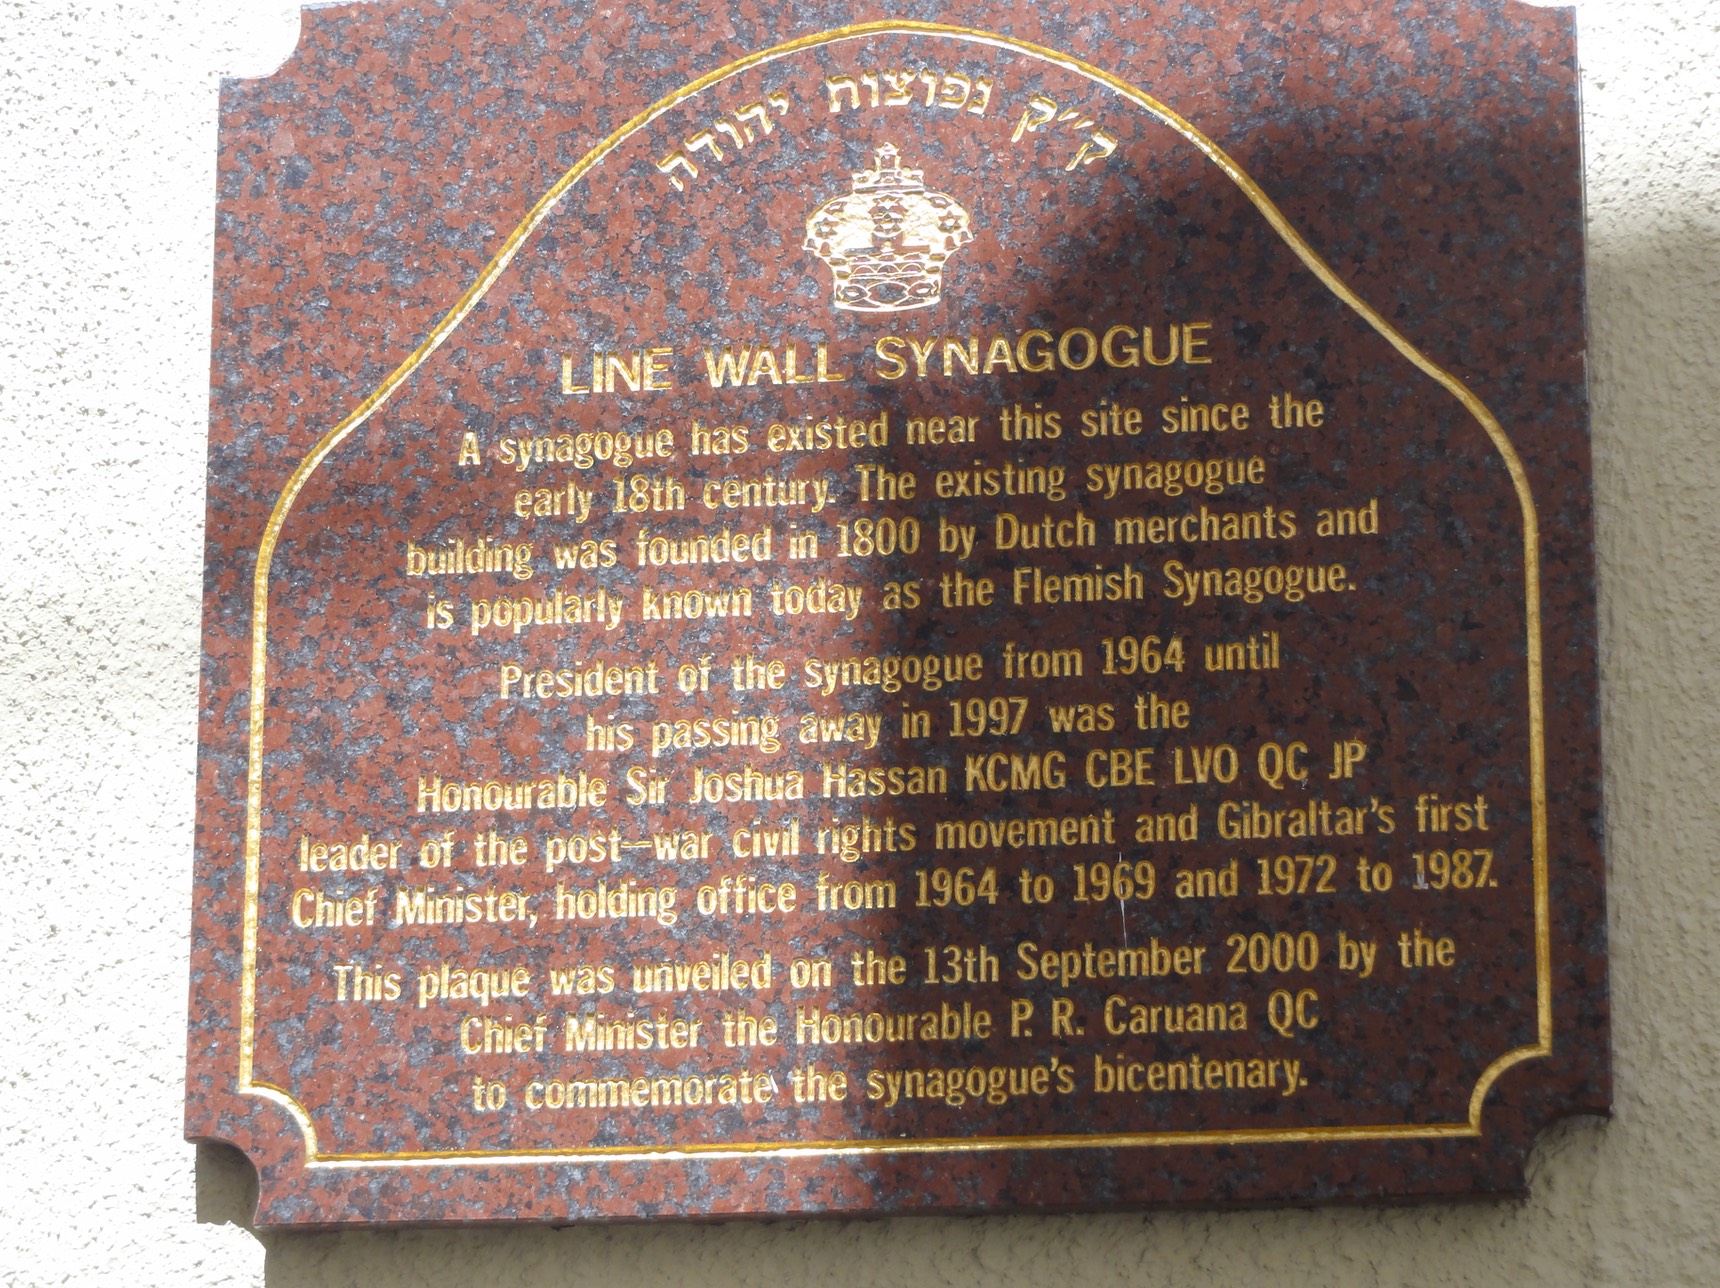 ק״ק נפוצות יהודה
LINE WALL SYNAGOGUE
A synagogue has existed near this site since the
early 18th century. The existing synagogue
building was founded in 1800 by Dutch merchants and
is popularly known today as the Flemish Synagogue.
President of the synagogue from 1964 until
his passing away in 1997 was the
Honourable Sir Joshua Hassan KCMG CBE LVO QC JP
leader of the post-war civil rights movement and Gibraltar's first
Chief Minister, holding office from 1964 to 1969 and 1972 to 1987.
This plaque was unveiled on the 13th September 2000 by the
Chief Minister the Honourable P. R. Caruana QC
to commemorate the synagogue's bicentenary.